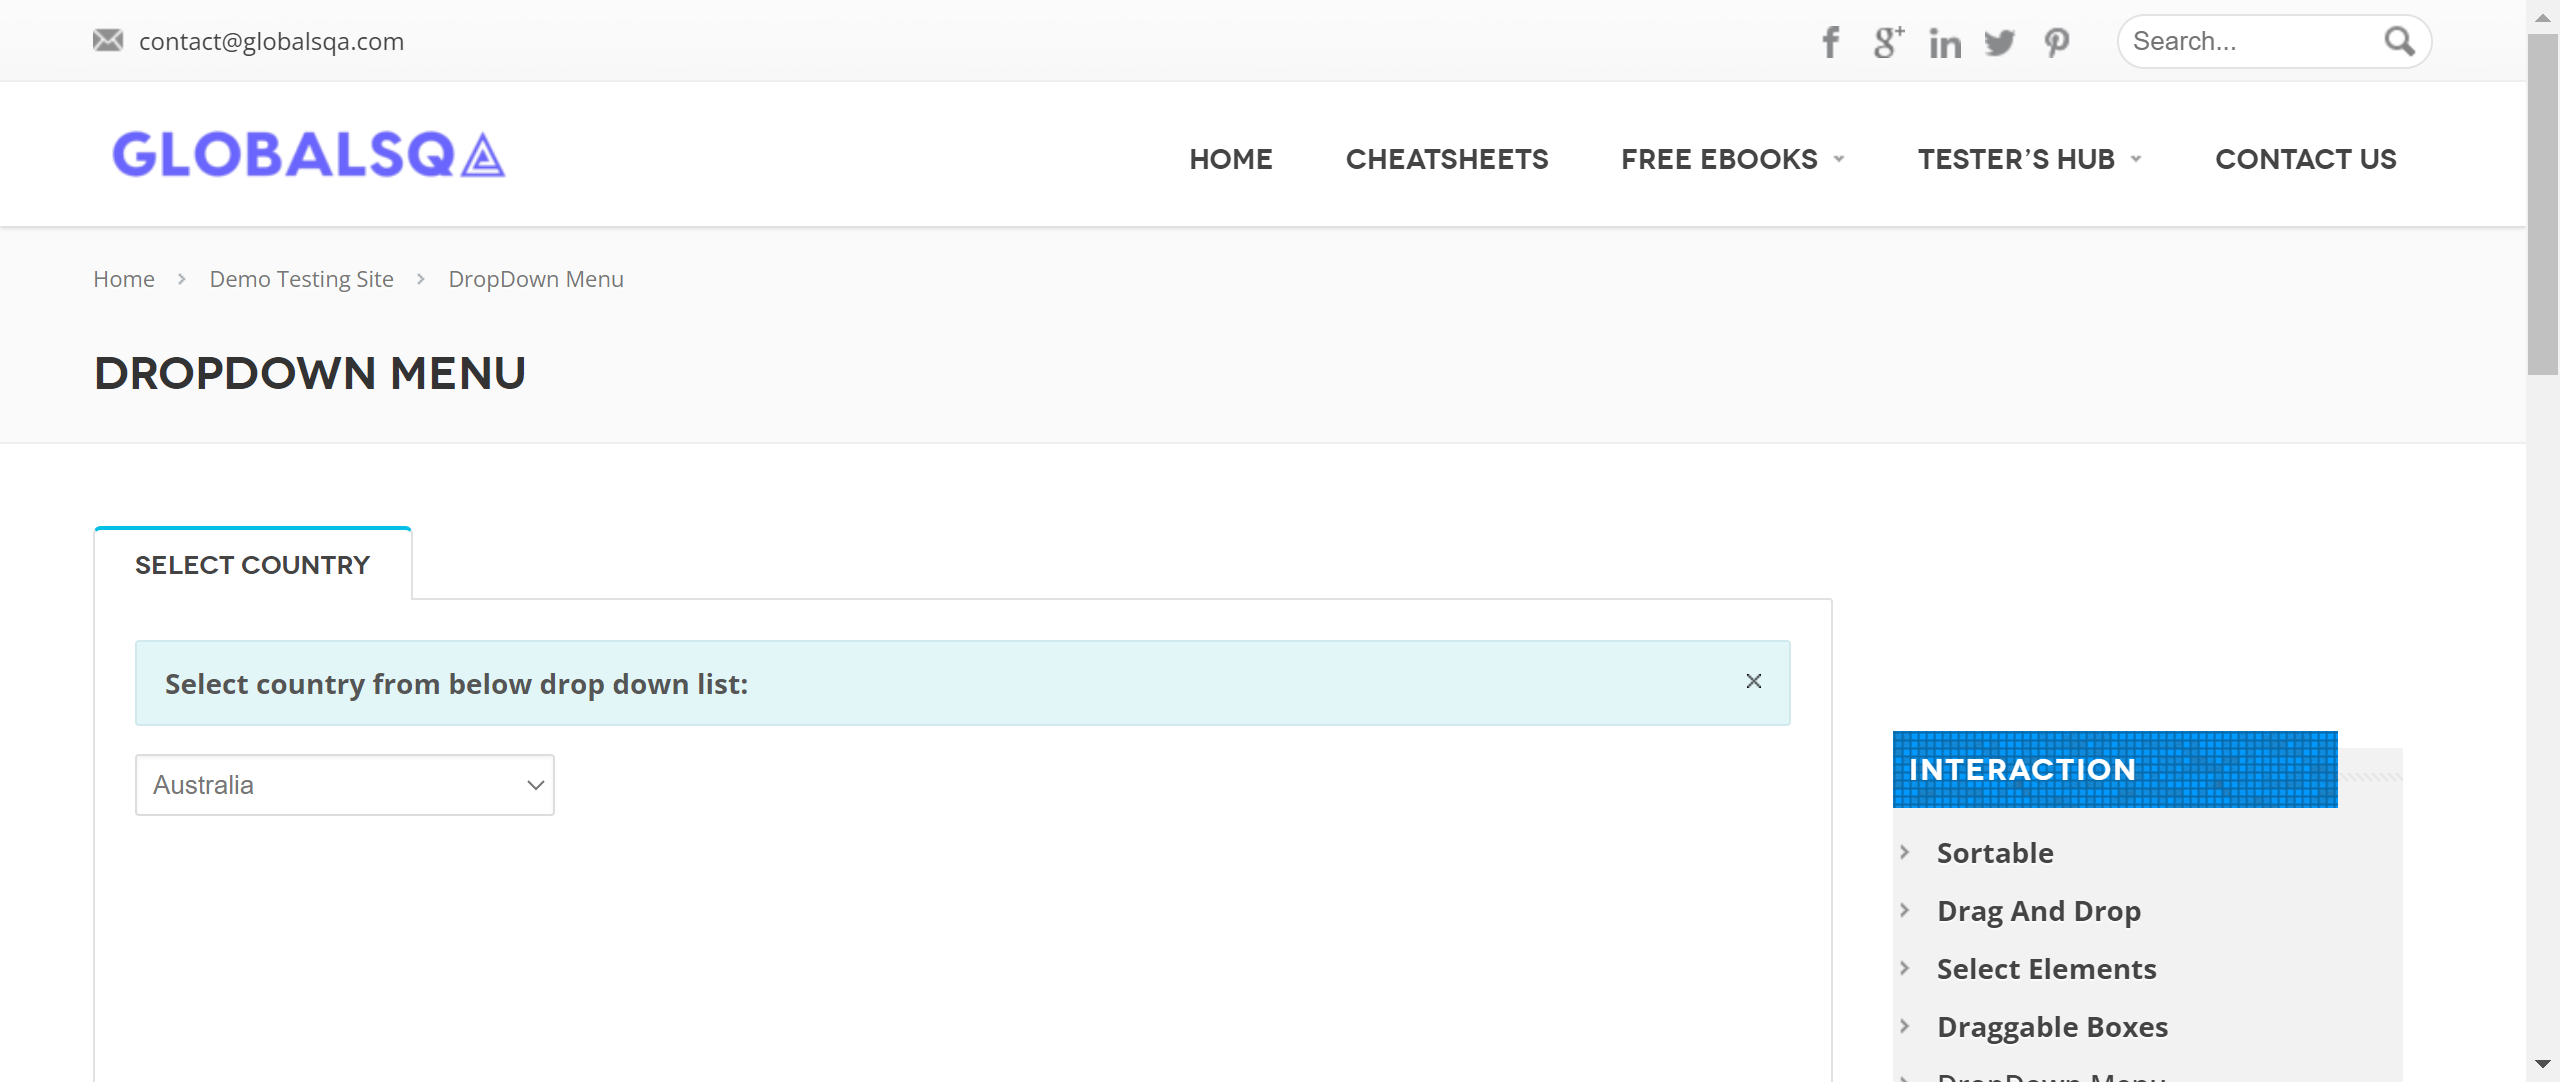 contact@globalsqa.com
Search...
GLOBALSQA
HOME CHEATSHEETS FREE EBOOKS TESTER’S HUB CONTACT US
Home Demo Testing Site DropDown Menu
DROPDOWN MENU
SELECT COUNTRY
Select country from below drop down list:
Australia
INTERACTION
Sortable
Drag And Drop
Select Elements
Draggable Boxes
DropDown Menu